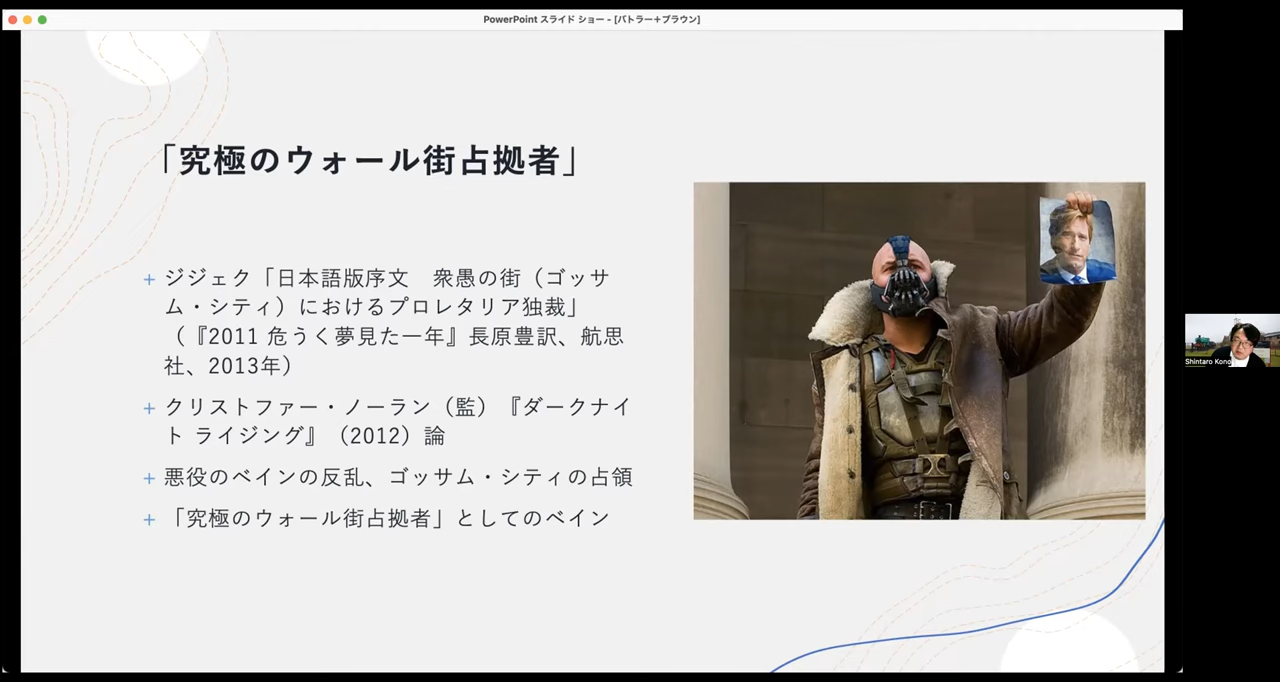 PowerPoint スライド ショー - [バトラー+ブラウン]
「究極のウォール街占拠者」
+ ジジェク「日本語版序文　衆愚の街（ゴッサ
ム・シティ）におけるプロレタリア独裁」
（『2011 危うく夢見た一年』長原豊訳、航思
社、2013年）
+ クリストファー・ノーラン（監）『ダークナイ
ト ライジング』（2012）論
+ 悪役のベインの反乱、ゴッサム・シティの占領
+ 「究極のウォール街占拠者」としてのベイン
Shintaro Kono